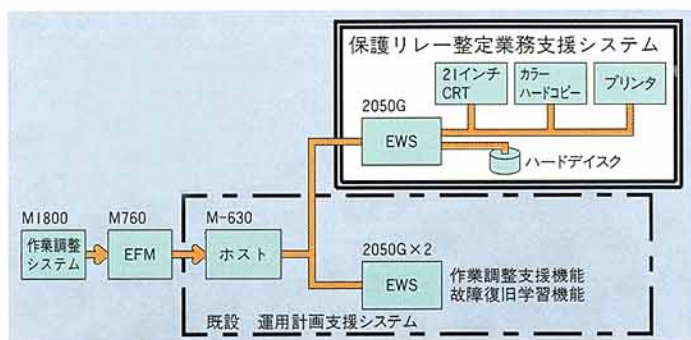 保護リレー整定業務支援システム
21インチ
CRT
カラー
ハードコピー
プリンタ
2050G
EWS
ハードデイスク
M1800
M760
M-630
作業調整
システム
EFM
ホスト
2050G×2
EWS
作業調整支援機能
故障復旧学習機能
既設 運用計画支援システム